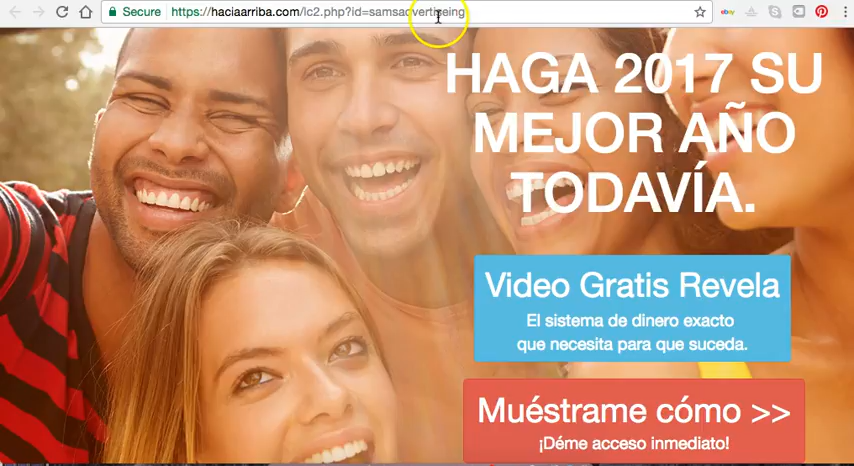 Secure https://haciaarriba.com/lc2.php?id=samsadvertiseing
HAGA 2017 SU
MEJOR AÑO
TODAVÍA.
Video Gratis Revela
El sistema de dinero exacto
que necesita para que suceda.
Muéstrame cómo >>
¡Déme acceso inmediato!